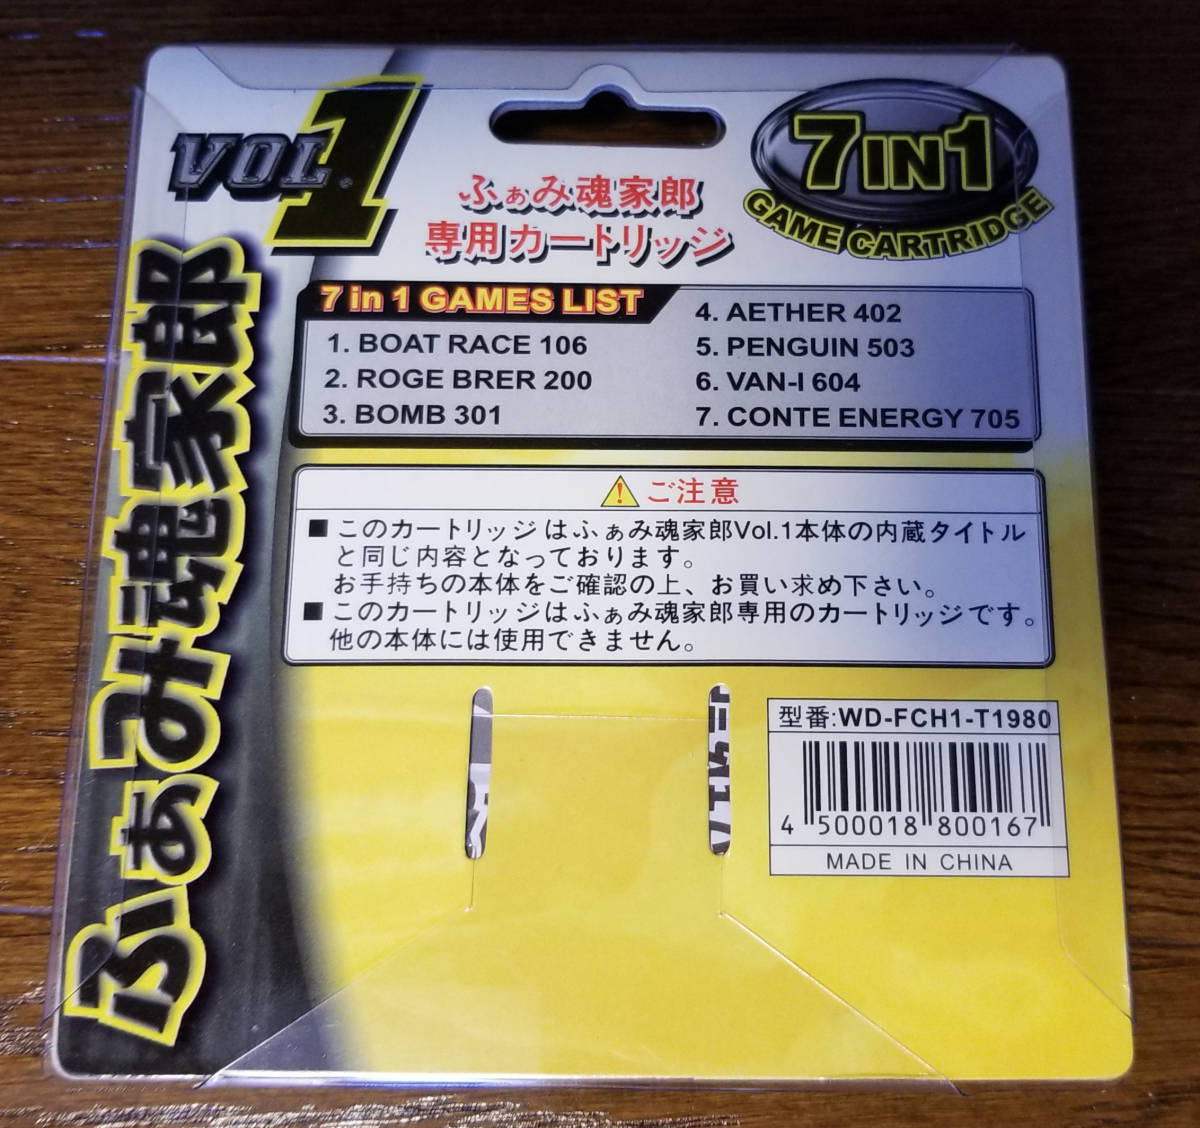 VOL.1
ふぁみ魂家郎
専用カートリッジ
7 IN 1
GAME CARTRIDGE
ふぁみ魂家郎
7 in 1 GAMES LIST
1. BOAT RACE 106
2. ROGE BRER 200
3. BOMB 301
4. AETHER 402
5. PENGUIN 503
6. VAN-I 604
7. CONTE ENERGY 705
ご注意
■このカートリッジはふぁみ魂家郎Vol.1本体の内蔵タイトル
と同じ内容となっております。
お手持ちの本体をご確認の上、お買い求め下さい。
■このカートリッジはふぁみ魂家郎専用のカートリッジです。
他の本体には使用できません。
型番:WD-FCH1-T1980
4 500018 800167
MADE IN CHINA